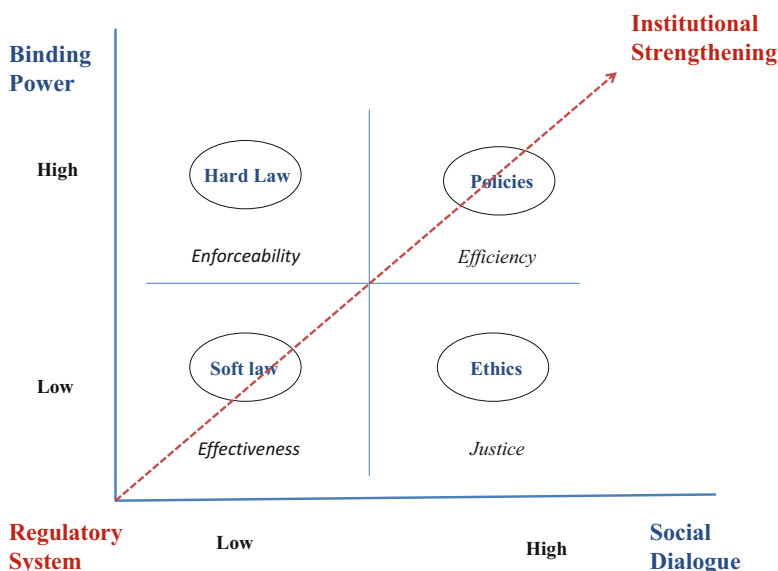 Institutional
Strengthening
Binding
Power
High
Hard Law
Policies
Enforceability
Efficiency
Low
Soft law
Ethics
Effectiveness
Justice
Regulatory
System
Low
High
Social
Dialogue